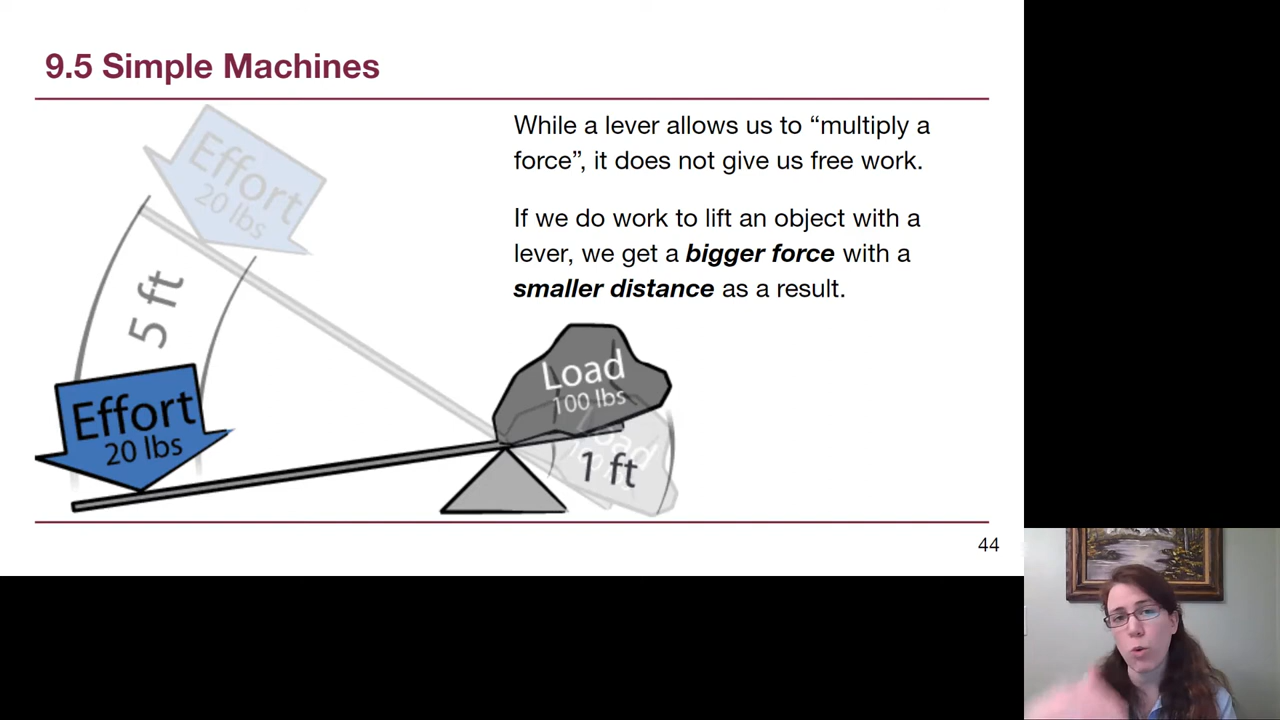 9.5 Simple Machines
While a lever allows us to “multiply a
force”, it does not give us free work.
If we do work to lift an object with a
lever, we get a bigger force with a
smaller distance as a result.
Effort
20 lbs
5 ft
Effort
20 lbs
Load
100 lbs
Load
1 ft
44